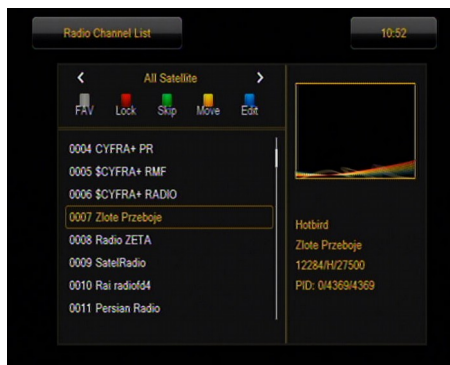 Radio Channel List
10:52
All Satellite
FAV Lock Skip Move Edit
0004 CYFRA+ PR
0005 $CYFRA+ RMF
0006 $CYFRA+ RADIO
0007 Zlote Przeboje
0008 Radio ZETA
0009 SatelRadio
0010 Rai radiofd4
0011 Persian Radio
Hotbird
Zlote Przeboje
12284/H/27500
PID: 0/4369/4369